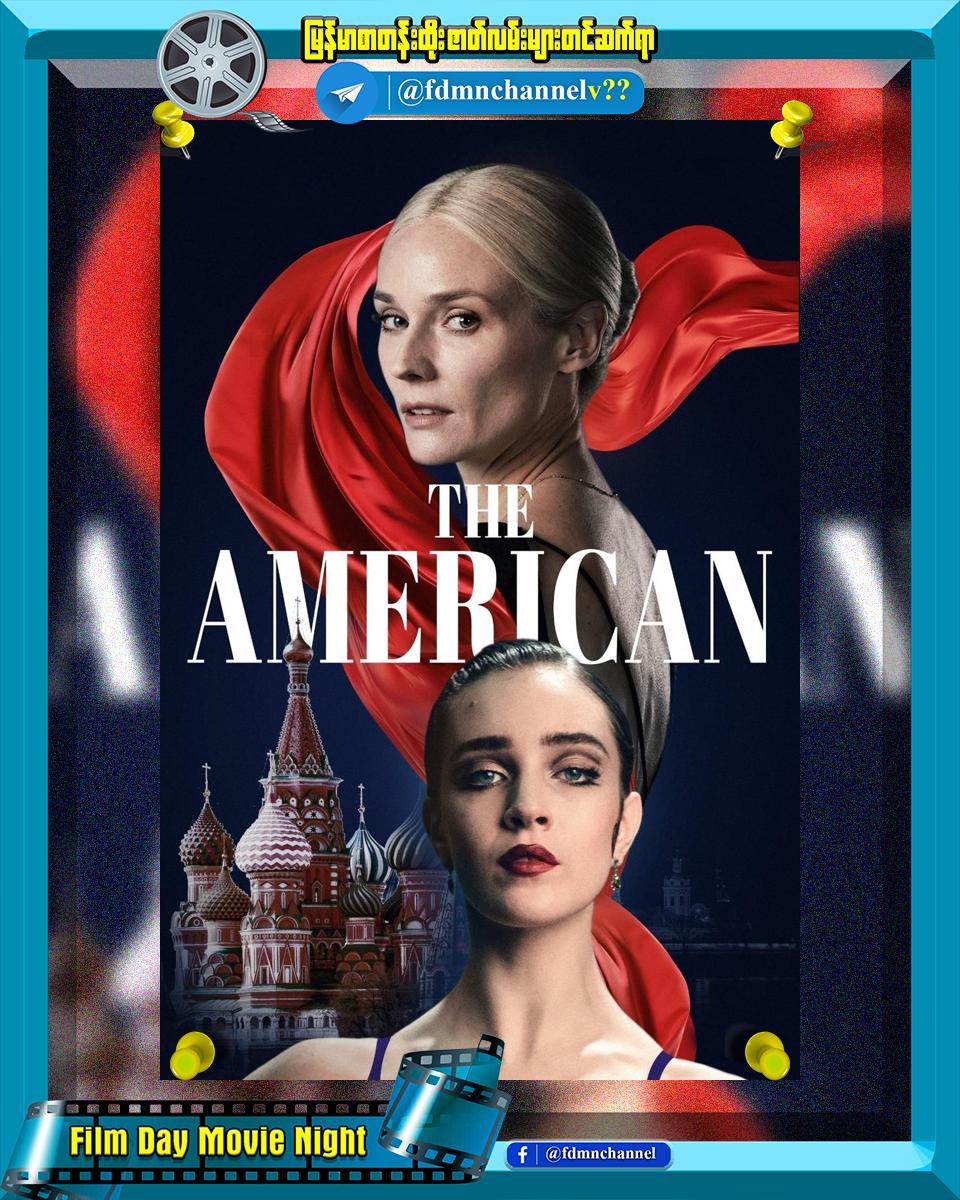 မြန်မာစာတန်းထိုးဇာတ်လမ်းများတင်ဆက်ရာ
@fdmnchannelv??
THE
AMERICAN
Film Day Movie Night
@fdmnchannel